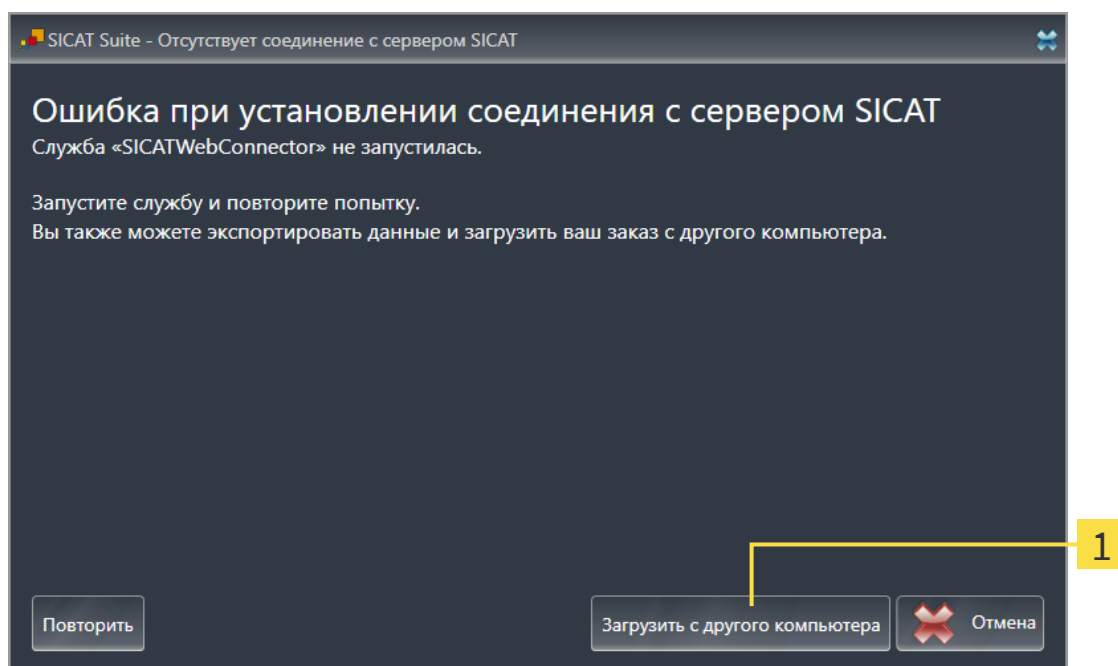 SICAT Suite - Отсутствует соединение с сервером SICAT
Ошибка при установлении соединения с сервером SICAT
Служба «SICATWebConnector» не запустилась.
Запустите службу и повторите попытку.
Вы также можете экспортировать данные и загрузить ваш заказ с другого компьютера.
1
Повторить Загрузить с другого компьютера Отмена